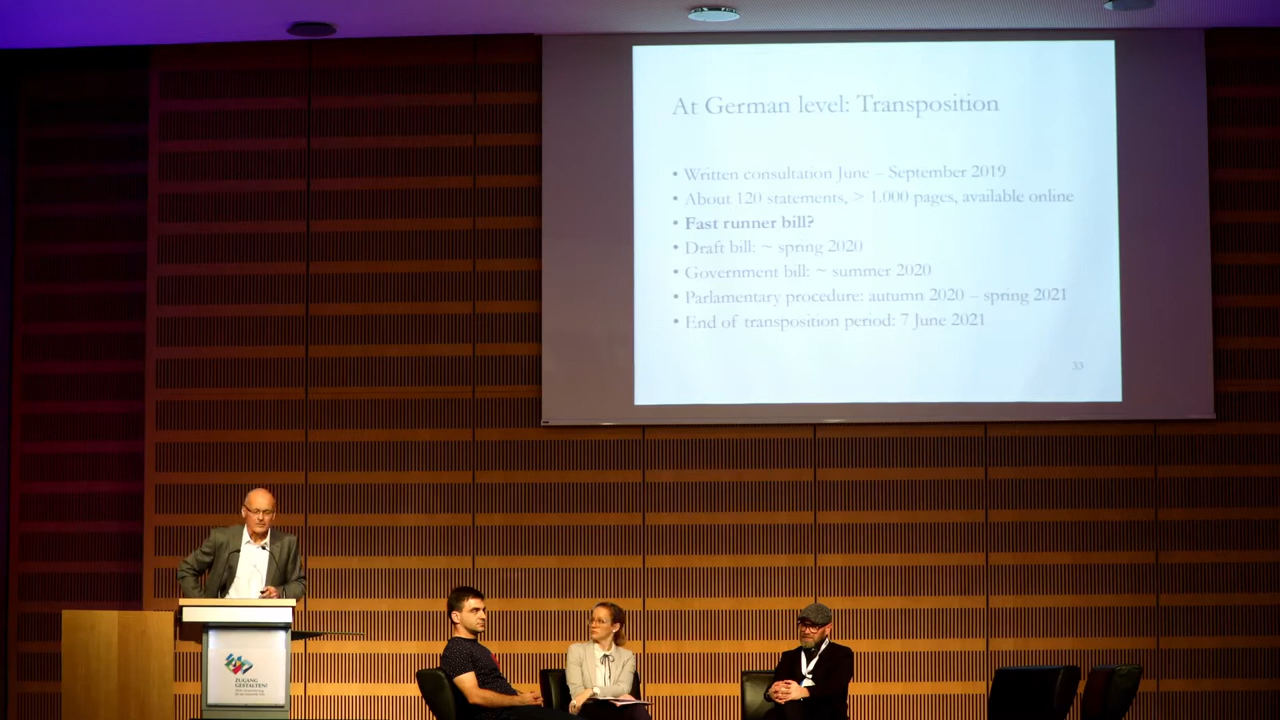 At German level: Transposition
• Written consultation June – September 2019
• About 120 statements, > 1.000 pages, available online
• Fast runner bill?
• Draft bill: ~ spring 2020
• Government bill: ~ summer 2020
• Parlamentary procedure: autumn 2020 – spring 2021
• End of transposition period: 7 June 2021
33
ZUGANG
GESTALTEN!